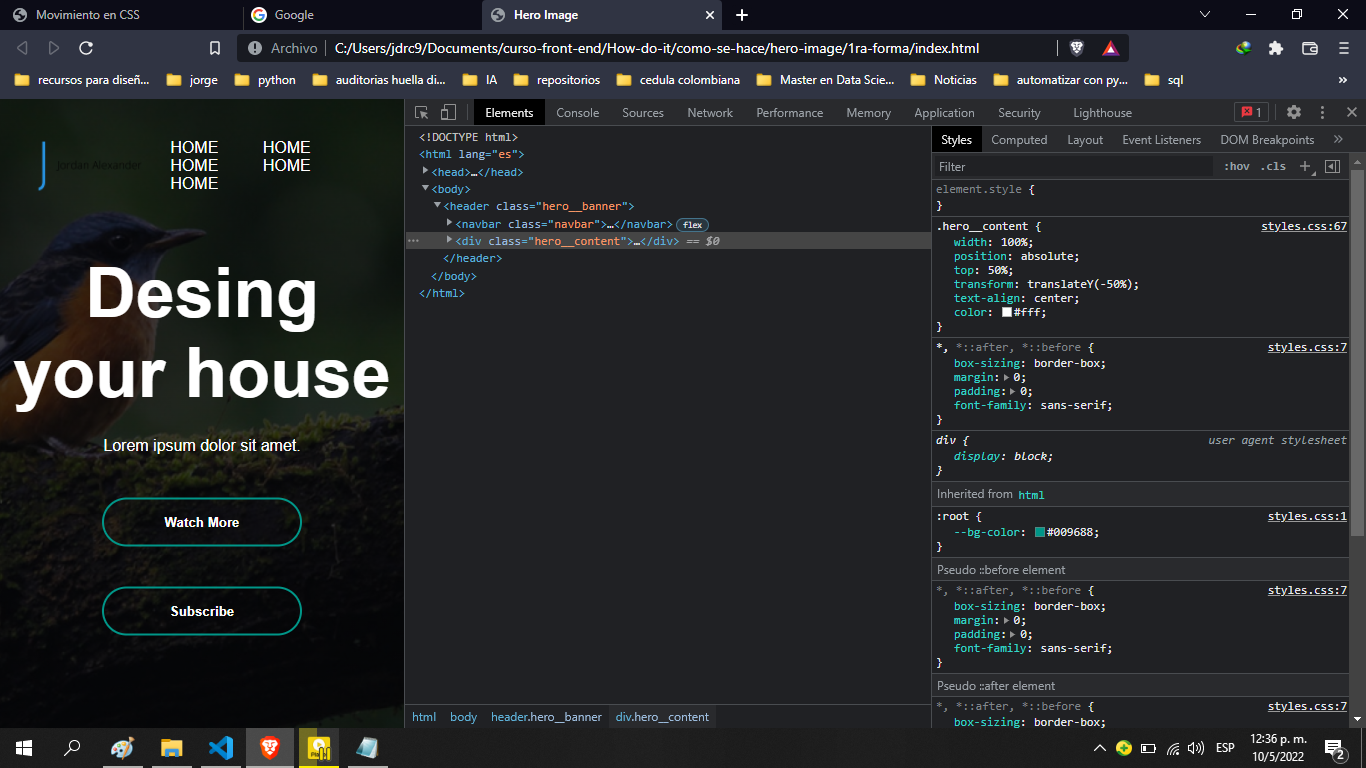 Movimiento en CSS
Google
Hero Image
Archivo
C:/Users/jdrc9/Documents/curso-front-end/How-do-it/como-se-hace/hero-image/1ra-forma/index.html
recursos para diseñ...
jorge
python
auditorias huella di...
IA
repositorios
cedula colombiana
Master en Data Scie...
Noticias
automatizar con py...
sql
»
J Jordan Alexander
HOME HOME
HOME HOME
HOME
Desing
your house
Lorem ipsum dolor sit amet.
Watch More
Subscribe
Elements
Console
Sources
Network
Performance
Memory
Application
Security
Lighthouse
1
<!DOCTYPE html>
<html lang="es">
<head>…</head>
<body>
<header class="hero__banner">
<navbar class="navbar">…</navbar> flex
<div class="hero__content">…</div> == $0
</header>
</body>
</html>
html body header.hero__banner div.hero__content
Styles
Computed
Layout
Event Listeners
DOM Breakpoints
»
Filter
:hov .cls +
element.style {
}
.hero__content { styles.css:67
width: 100%;
position: absolute;
top: 50%;
transform: translateY(-50%);
text-align: center;
color: #fff;
}
*, *::after, *::before { styles.css:7
box-sizing: border-box;
margin: 0;
padding: 0;
font-family: sans-serif;
}
div { user agent stylesheet
display: block;
}
Inherited from html
:root { styles.css:1
--bg-color: #009688;
}
Pseudo ::before element
*, *::after, *::before { styles.css:7
box-sizing: border-box;
margin: 0;
padding: 0;
font-family: sans-serif;
}
Pseudo ::after element
*, *::after, *::before { styles.css:7
box-sizing: border-box;
ESP
12:36 p. m.
10/5/2022
2